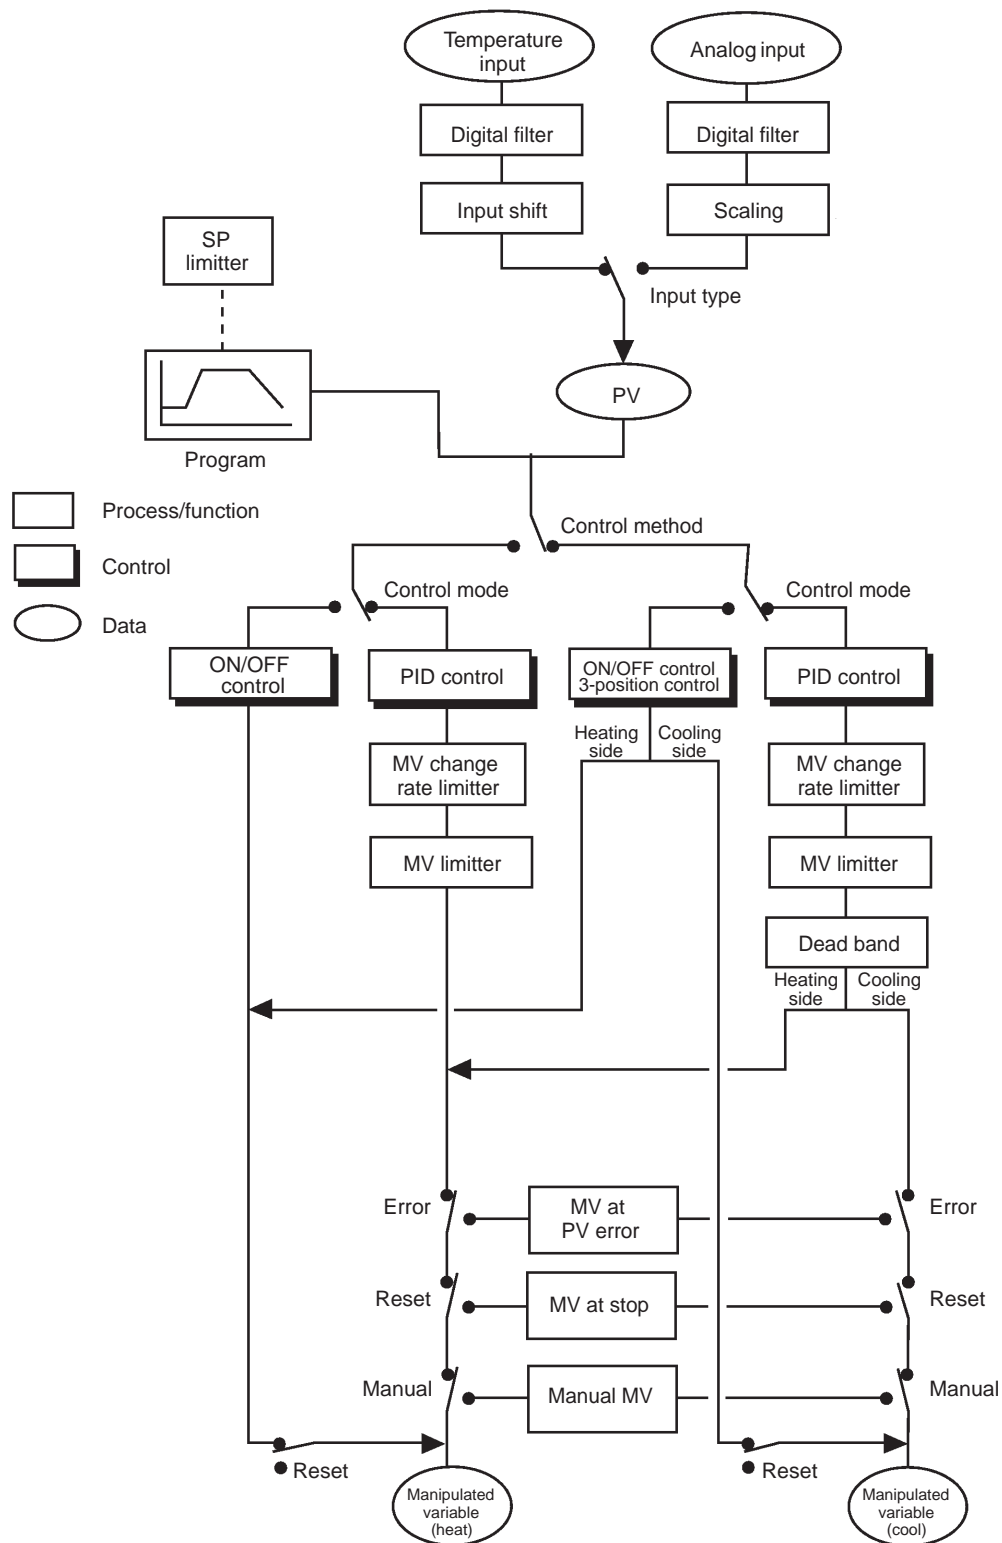 Temperature
input
Analog input
Digital filter
Digital filter
Input shift
Scaling
SP
limitter
Input type
PV
Program
Process/function
Control method
Control
Control mode
Control mode
Data
ON/OFF
control
PID control
ON/OFF control
3-position control
PID control
Heating
side
Cooling
side
MV change
rate limitter
MV change
rate limitter
MV limitter
MV limitter
Dead band
Heating
side
Cooling
side
Error
MV at
PV error
Error
Reset
MV at stop
Reset
Manual
Manual MV
Manual
Reset
Reset
Manipulated
variable
(heat)
Manipulated
variable
(cool)